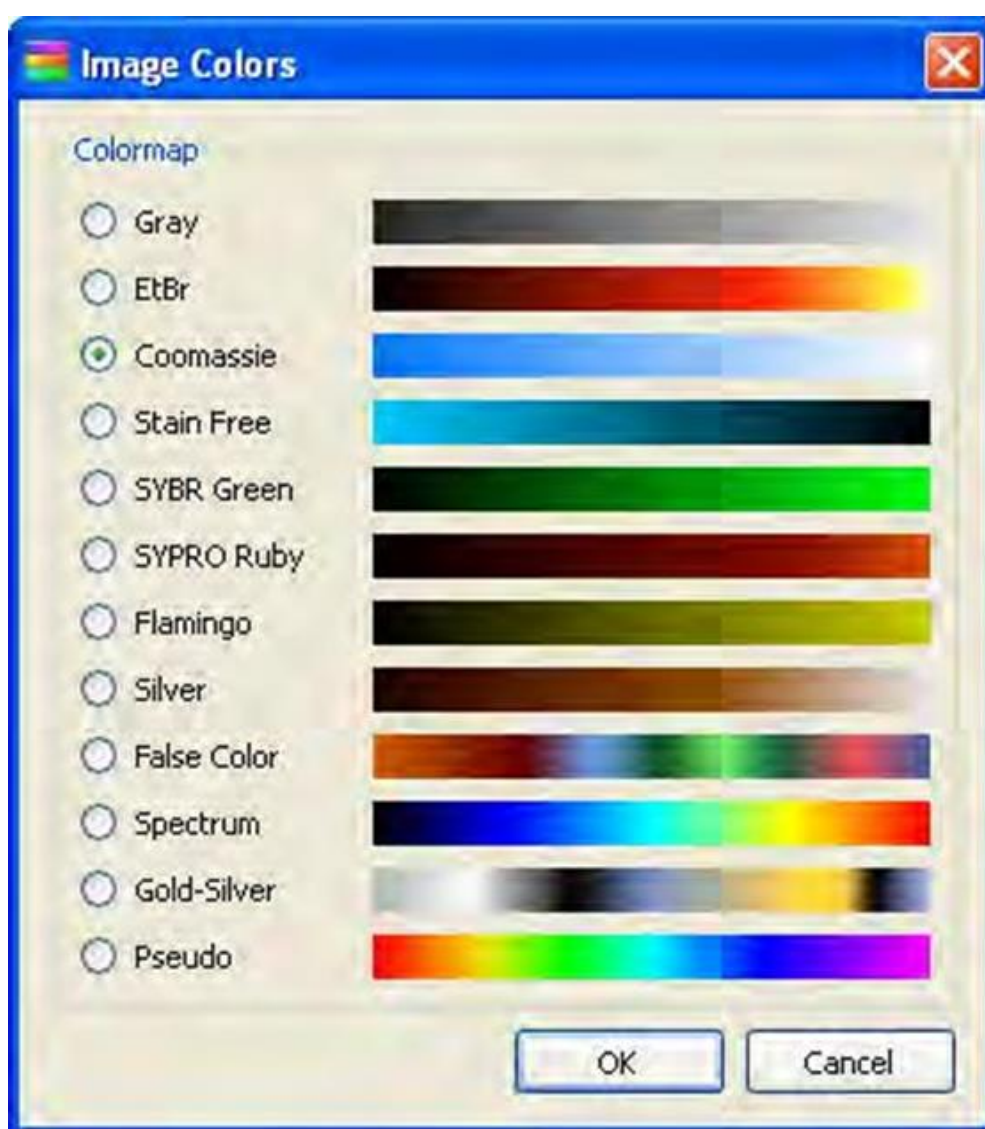 Image Colors
Colormap
Gray
EtBr
Coomassie
Stain Free
SYBR Green
SYPRO Ruby
Flamingo
Silver
False Color
Spectrum
Gold-Silver
Pseudo
OK Cancel